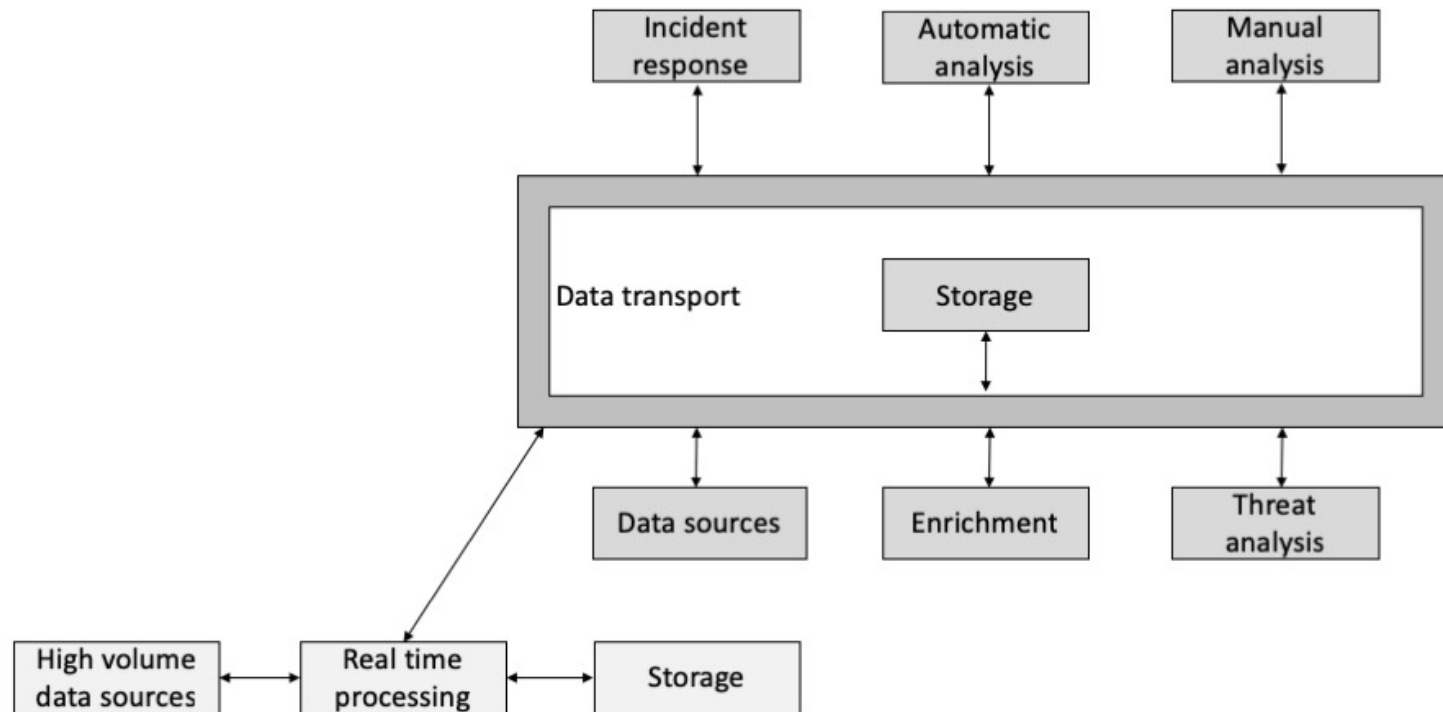 Incident
response
Automatic
analysis
Manual
analysis
Data transport
Storage
Data sources
Enrichment
Threat
analysis
High volume
data sources
Real time
processing
Storage